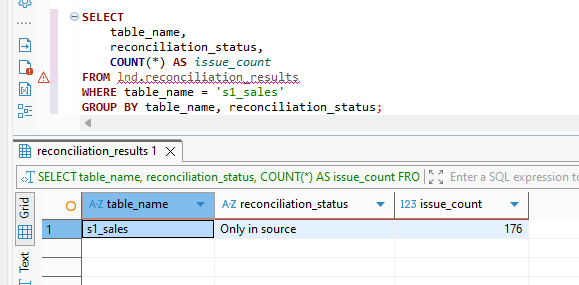 SELECT
table_name,
reconciliation_status,
COUNT(*) AS issue_count
FROM lnd.reconciliation_results
WHERE table_name = 's1_sales'
GROUP BY table_name, reconciliation_status;
reconciliation_results 1
SELECT table_name, reconciliation_status, COUNT(*) AS issue_count FRO
Enter a SQL expression to
Grid
Text
A-Z table_name
A-Z reconciliation_status
123 issue_count
1 s1_sales Only in source 176